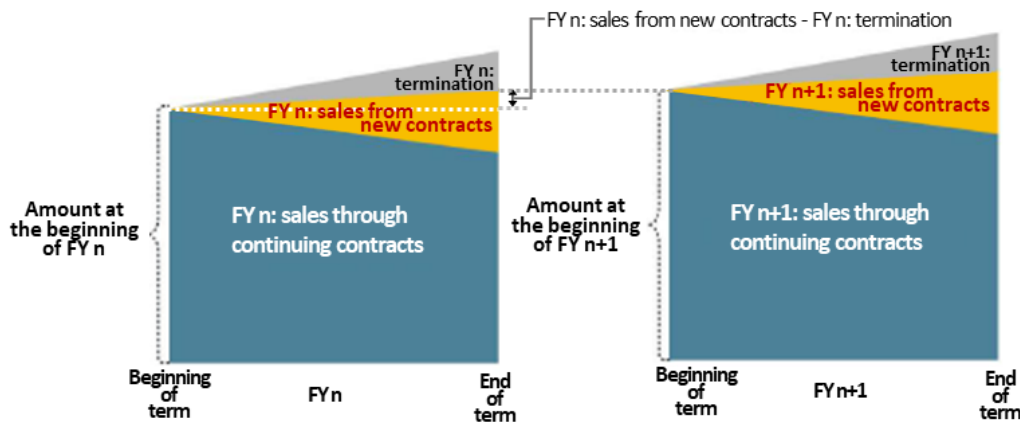 FY n: sales from new contracts - FY n: termination
FY n:
termination
FY n: sales from
new contracts
Amount at
the beginning
of FY n
FY n: sales through
continuing contracts
Beginning
of
term
FY n
End
of
term
FY n+1:
termination
FY n+1: sales from
new contracts
Amount at
the beginning
of FY n+1
FY n+1: sales through
continuing contracts
Beginning
of
term
FY n+1
End
of
term